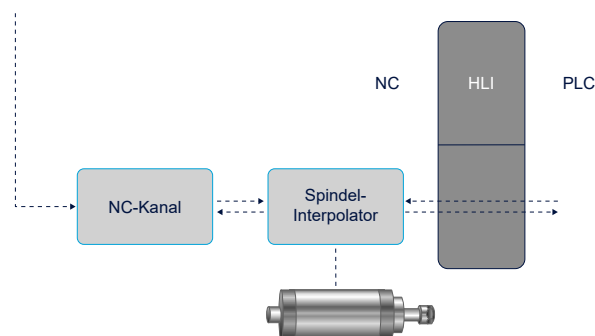 NC
HLI
PLC
NC-Kanal
Spindel-
Interpolator